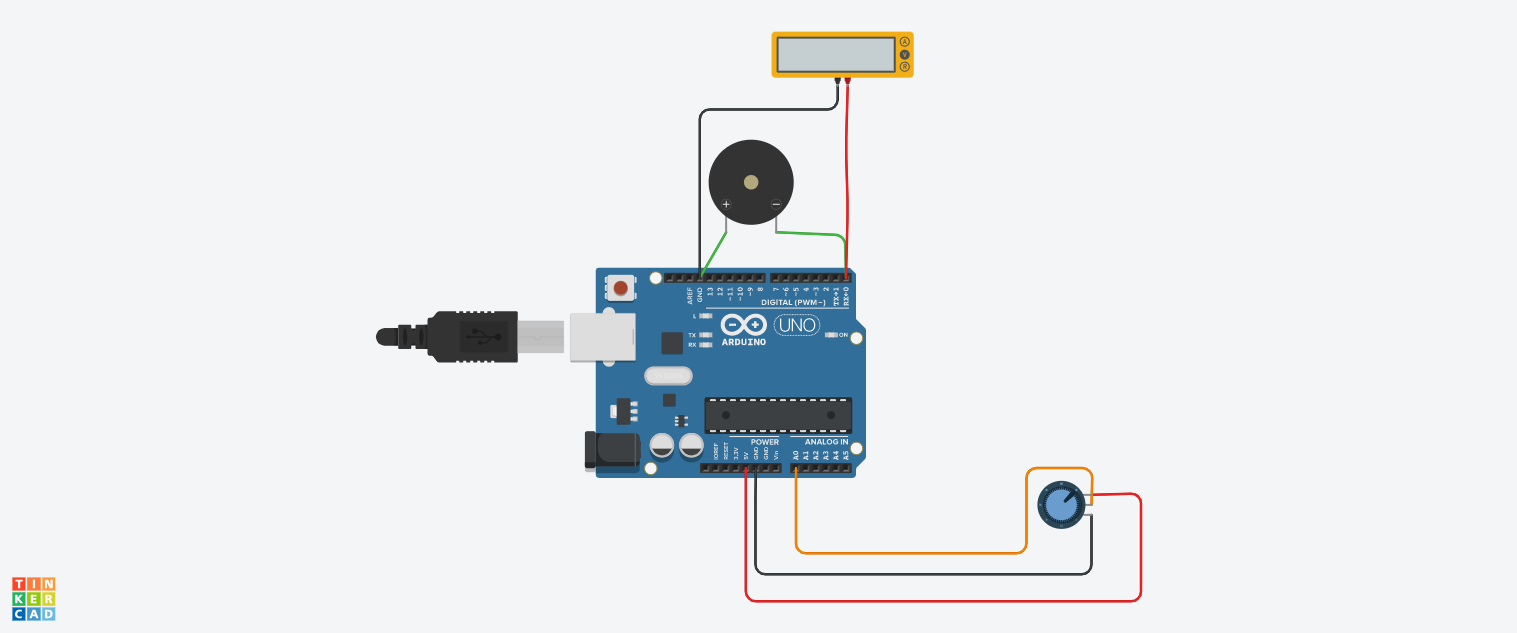 A
V
R
+ −
AREF
GND
13
12
~11
~10
~9
8
7
~6
~5
4
~3
2
TX→1
RX←0
DIGITAL (PWM~)
L
TX
RX
UNO
ON
ARDUINO
POWER
ANALOG IN
IOREF
RESET
3.3V
5V
GND
GND
Vin
A0
A1
A2
A3
A4
A5
TIN
KER
CAD